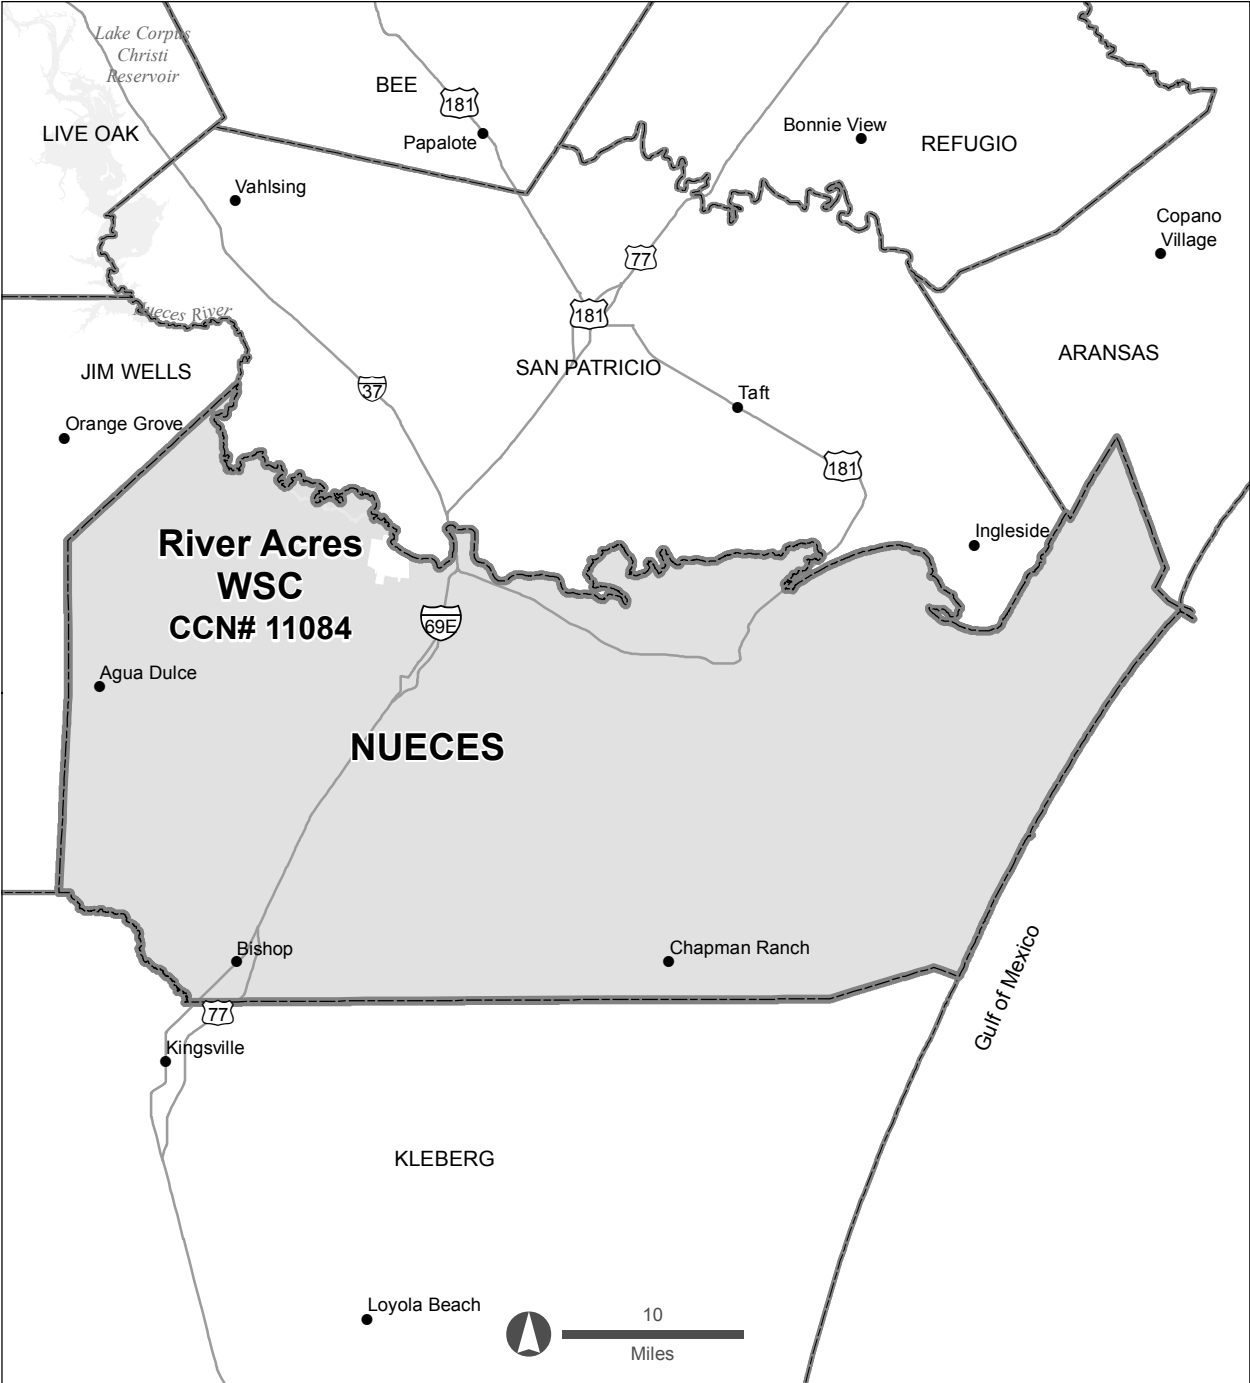 Lake Corpus
Christi
Reservoir
BEE
181
LIVE OAK
Papalote
Bonnie View
REFUGIO
Vahlsing
Copano
Village
77
Nueces River
181
JIM WELLS
SAN PATRICIO
ARANSAS
37
Taft
Orange Grove
181
Ingleside
River Acres
WSC
CCN# 11084
69E
Agua Dulce
NUECES
Bishop
Chapman Ranch
Gulf of Mexico
77
Kingsville
KLEBERG
Loyola Beach
10
Miles